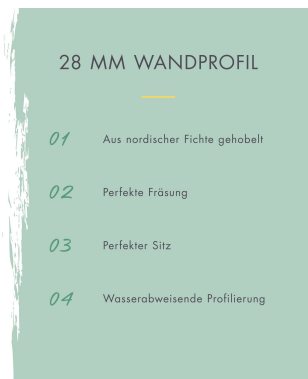 28 MM WANDPROFIL
01 Aus nordischer Fichte gehobelt
02 Perfekte Fräsung
03 Perfekter Sitz
04 Wasserabweisende Profilierung